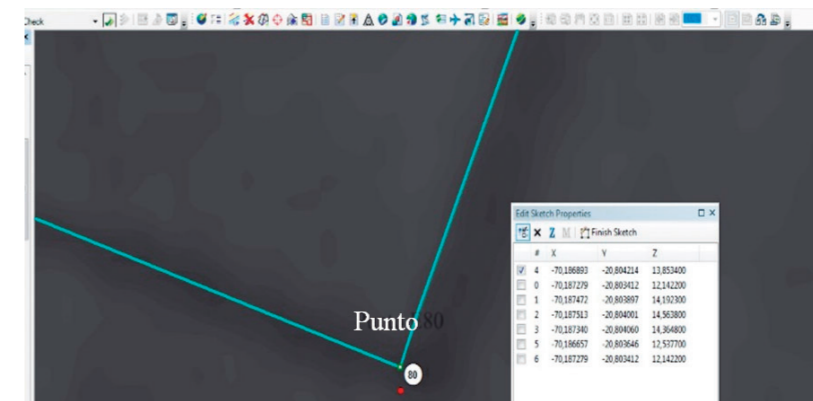 Check
Edit Sketch Properties
Finish Sketch
# X Y Z
4 -70,186893 -20,804214 13,853400
0 -70,187279 -20,803412 12,142200
1 -70,187472 -20,803897 14,192300
2 -70,187513 -20,804001 14,563800
3 -70,187340 -20,804060 14,364800
5 -70,186657 -20,803646 12,537700
6 -70,187279 -20,803412 12,142200
Punto 80
80